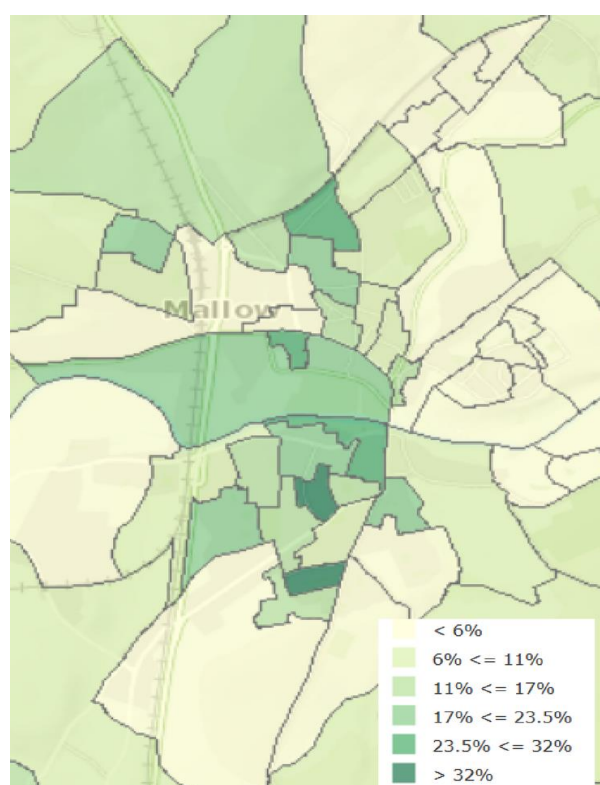 Mallow
< 6%
6% <= 11%
11% <= 17%
17% <= 23.5%
23.5% <= 32%
> 32%